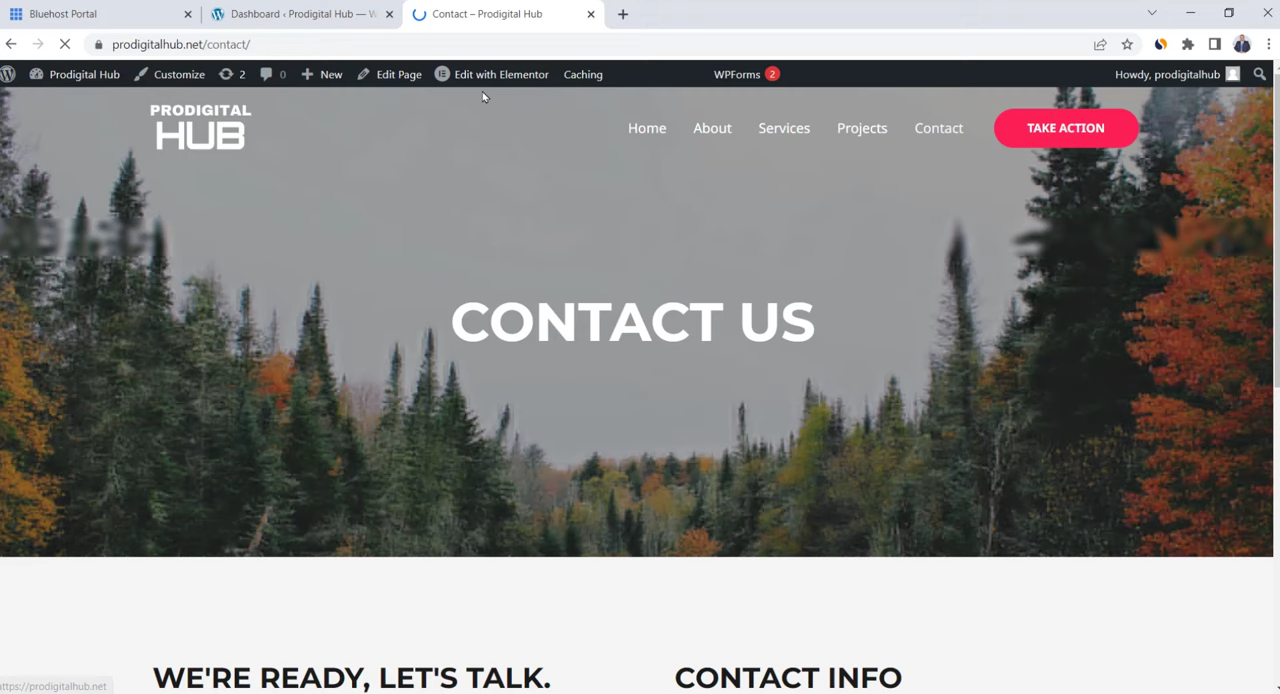 Bluehost Portal
Dashboard ‹ Prodigital Hub — W
Contact – Prodigital Hub
prodigitalhub.net/contact/
Prodigital Hub
Customize
2
0
New
Edit Page
Edit with Elementor
Caching
WPForms 2
Howdy, prodigitalhub
PRODIGITAL
HUB
Home
About
Services
Projects
Contact
TAKE ACTION
CONTACT US
WE'RE READY, LET'S TALK.
CONTACT INFO
https://prodigitalhub.net